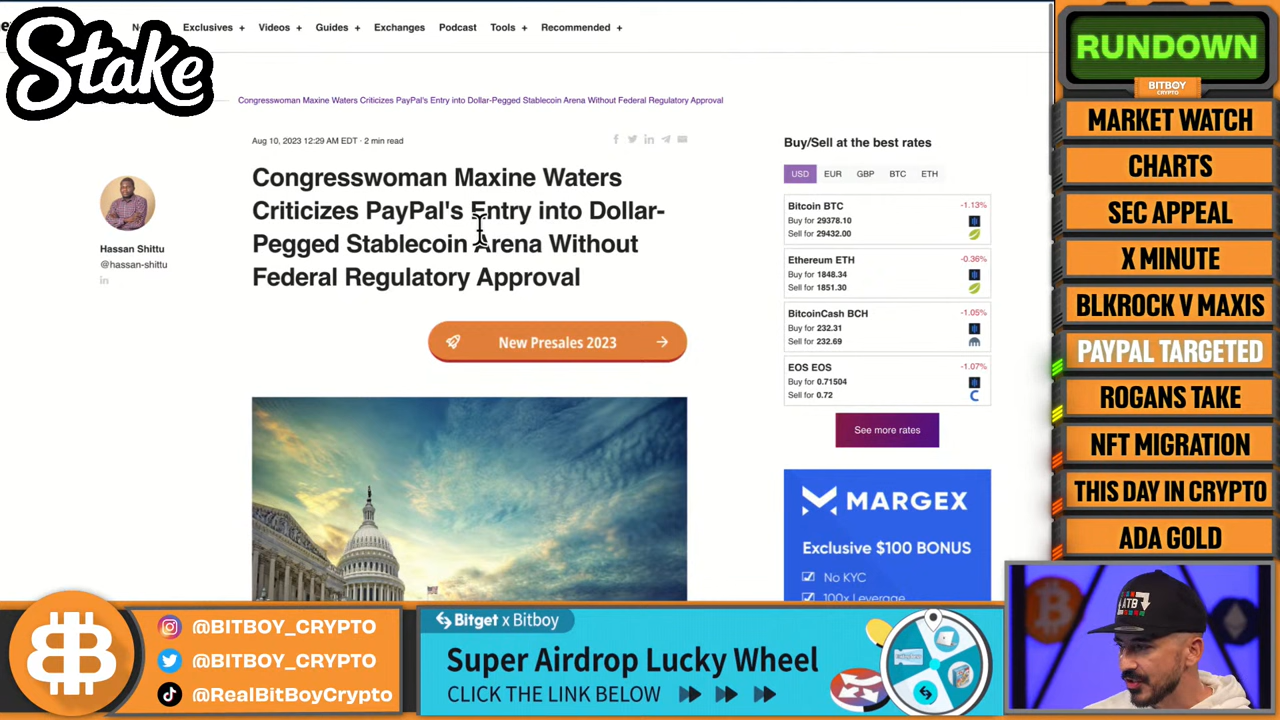 Stake
Exclusives +
Videos +
Guides +
Exchanges
Podcast
Tools +
Recommended +
Congresswoman Maxine Waters Criticizes PayPal's Entry into Dollar-Pegged Stablecoin Arena Without Federal Regulatory Approval
Aug 10, 2023 12:29 AM EDT · 2 min read
Hassan Shittu
@hassan-shittu
in
Congresswoman Maxine Waters
Criticizes PayPal's Entry into Dollar-
Pegged Stablecoin Arena Without
Federal Regulatory Approval
New Presales 2023
Buy/Sell at the best rates
USD EUR GBP BTC ETH
Bitcoin BTC -1.13%
Buy for 29378.10
Sell for 29432.00
Ethereum ETH -0.36%
Buy for 1848.34
Sell for 1851.30
BitcoinCash BCH -1.05%
Buy for 232.31
Sell for 232.69
EOS EOS -1.07%
Buy for 0.71504
Sell for 0.72
See more rates
MARGEX
Exclusive $100 BONUS
No KYC
100x Leverage
RUNDOWN
BITBOY
CRYPTO
MARKET WATCH
CHARTS
SEC APPEAL
X MINUTE
BLKROCK V MAXIS
PAYPAL TARGETED
ROGANS TAKE
NFT MIGRATION
THIS DAY IN CRYPTO
ADA GOLD
@BITBOY_CRYPTO
@BITBOY_CRYPTO
@RealBitBoyCrypto
Bitget x Bitboy
Super Airdrop Lucky Wheel
CLICK THE LINK BELOW
ATB